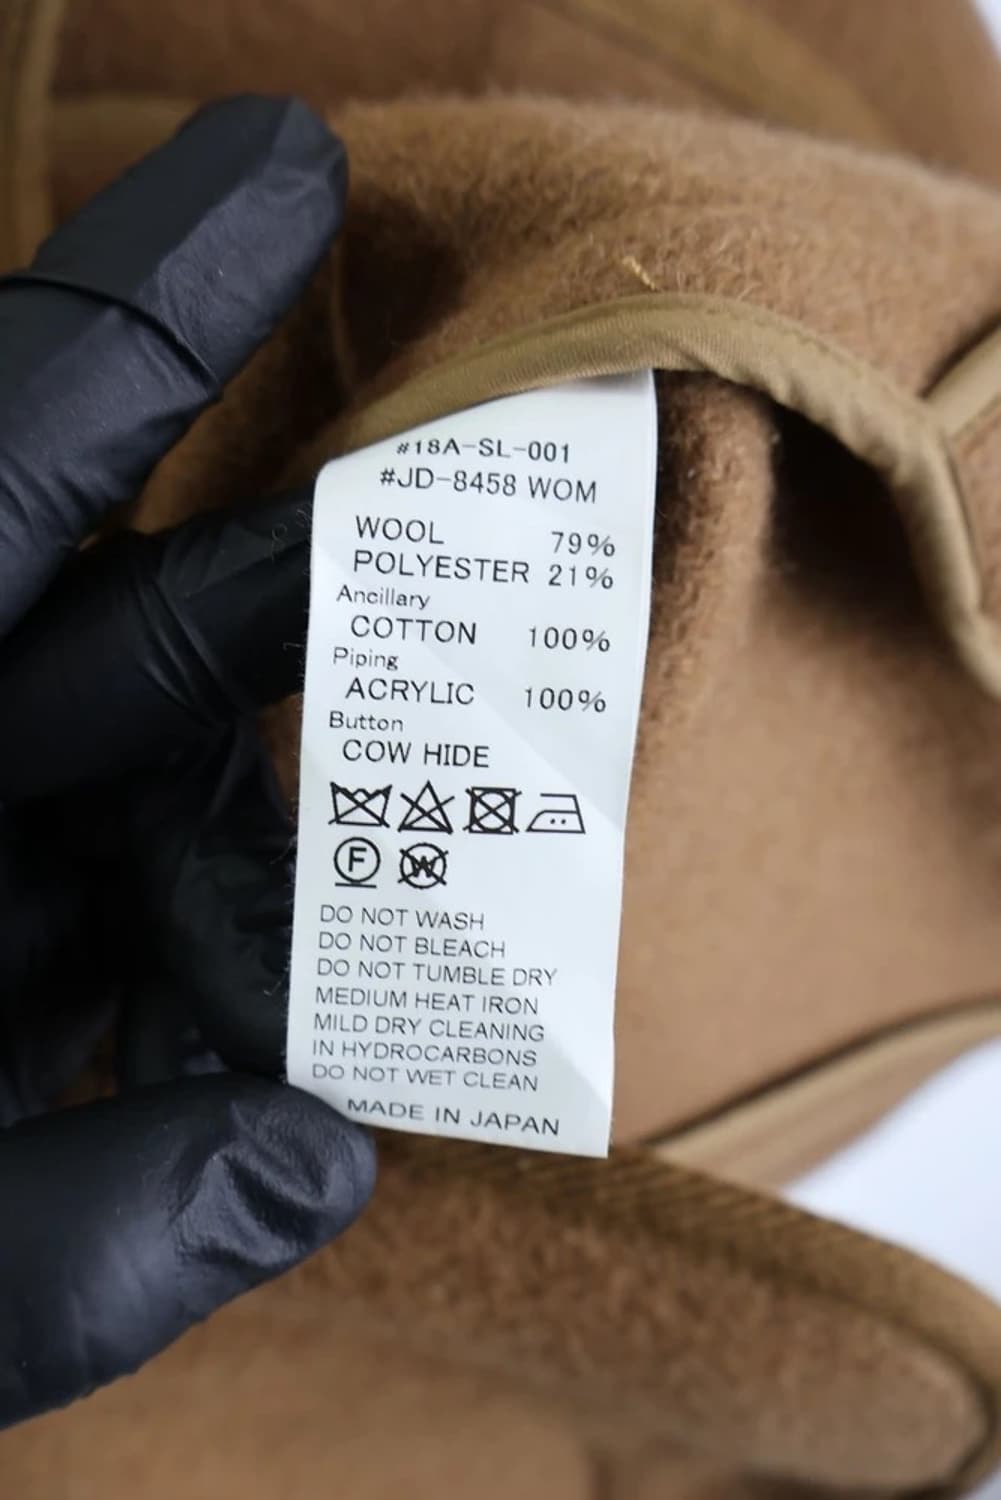 #18A-SL-001
#JD-8458 WOM
WOOL 79%
POLYESTER 21%
Ancillary
COTTON 100%
Piping
ACRYLIC 100%
Button
COW HIDE
F W
DO NOT WASH
DO NOT BLEACH
DO NOT TUMBLE DRY
MEDIUM HEAT IRON
MILD DRY CLEANING
IN HYDROCARBONS
DO NOT WET CLEAN
MADE IN JAPAN